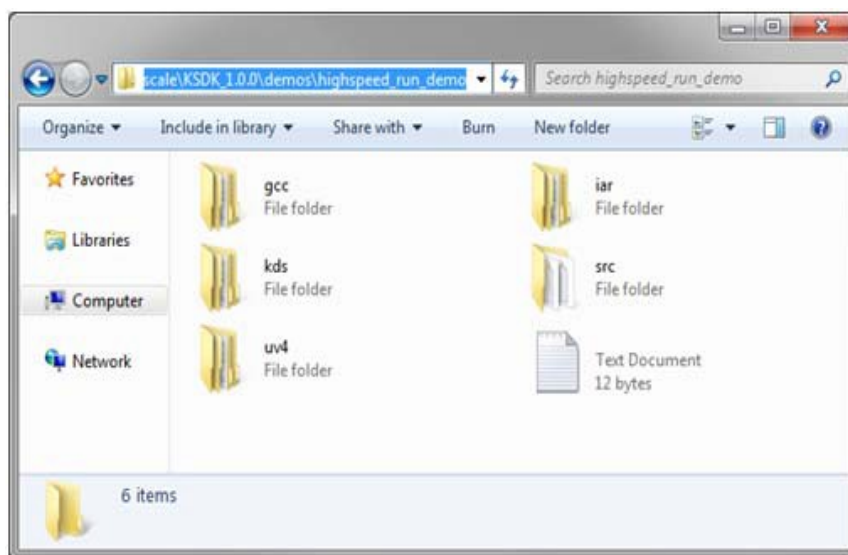 scale\KSDK_1.0.0\demos\highspeed_run_demo
Search highspeed_run_demo
Organize
Include in library
Share with
Burn
New folder
Favorites
Libraries
Computer
Network
gcc
File folder
iar
File folder
kds
File folder
src
File folder
uv4
File folder
Text Document
12 bytes
6 items